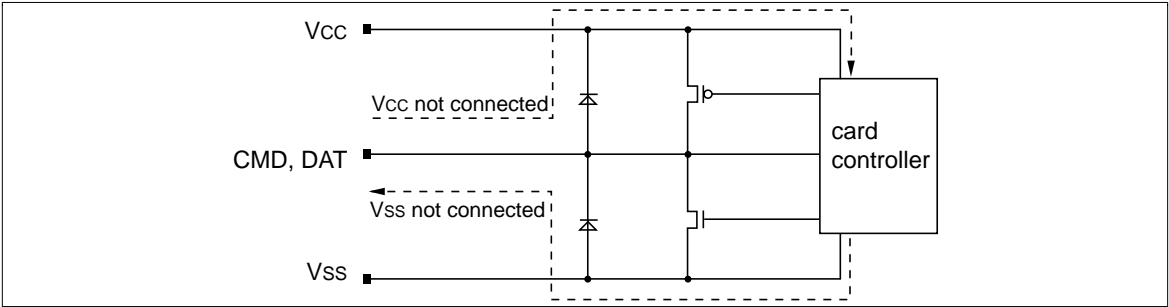 Vcc
Vcc not connected
CMD, DAT
card
controller
Vss not connected
Vss